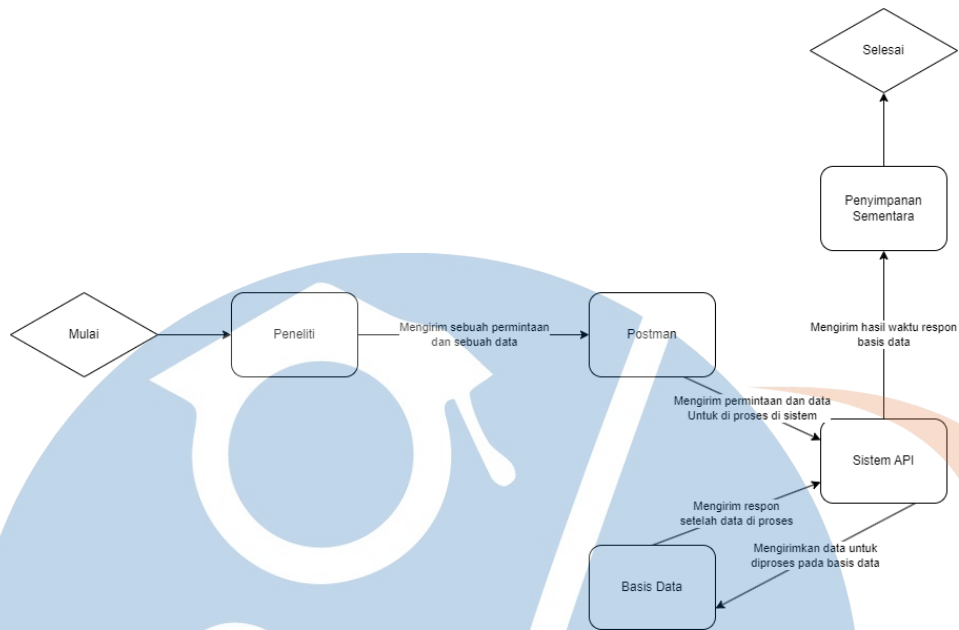 Selesai
Penyimpanan
Sementara
Mulai
Peneliti
Mengirim sebuah permintaan
dan sebuah data
Postman
Mengirim hasil waktu respon
basis data
Mengirim permintaan dan data
Untuk di proses di sistem
Sistem API
Mengirim respon
setelah data di proses
Mengirimkan data untuk
diproses pada basis data
Basis Data